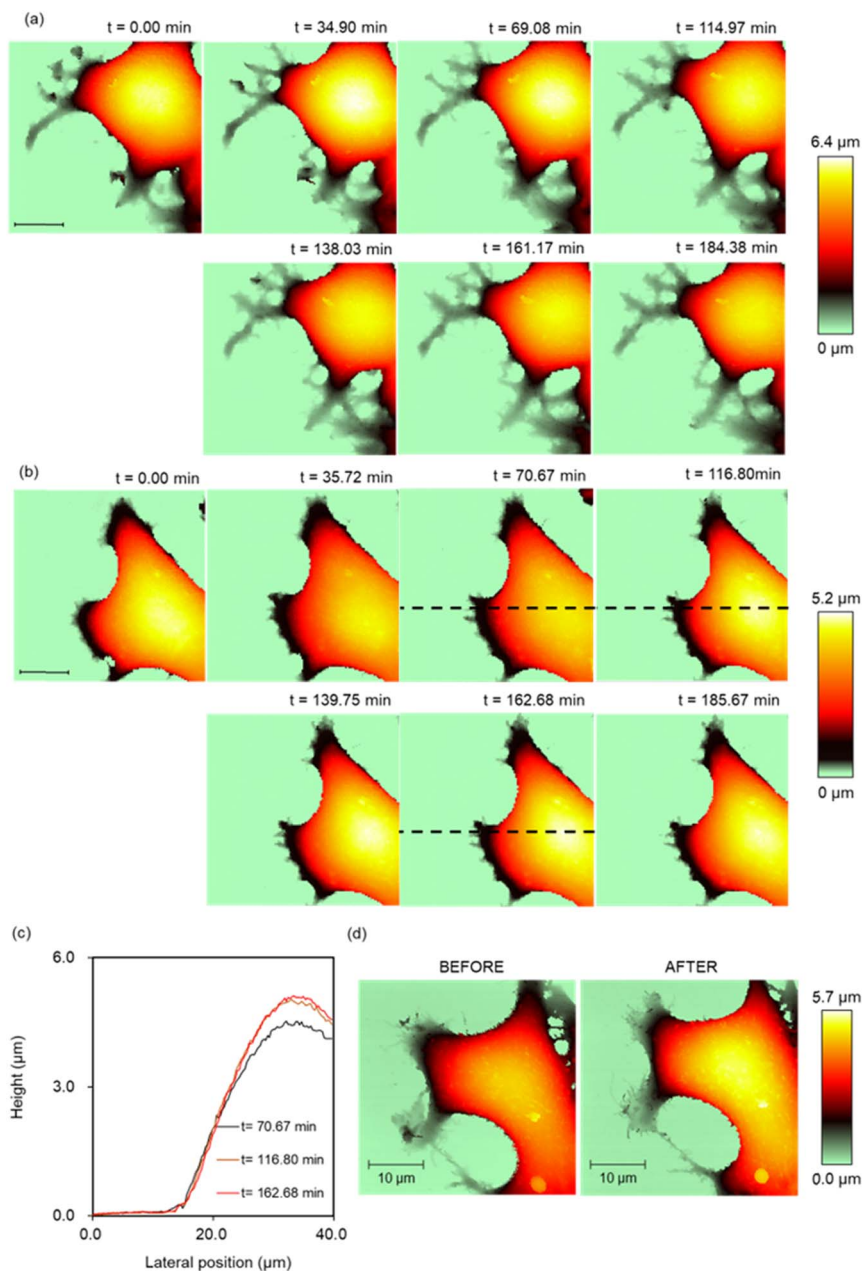 (a)
t = 0.00 min
t = 34.90 min
t = 69.08 min
t = 114.97 min
6.4 µm
0 µm
t = 138.03 min
t = 161.17 min
t = 184.38 min
(b)
t = 0.00 min
t = 35.72 min
t = 70.67 min
t = 116.80min
5.2 µm
0 µm
t = 139.75 min
t = 162.68 min
t = 185.67 min
(c)
6.0
3.0
0.0
Height (µm)
t= 70.67 min
t= 116.80 min
t= 162.68 min
0.0
20.0
40.0
Lateral position (µm)
(d)
BEFORE
AFTER
5.7 µm
0.0 µm
10 µm
10 µm